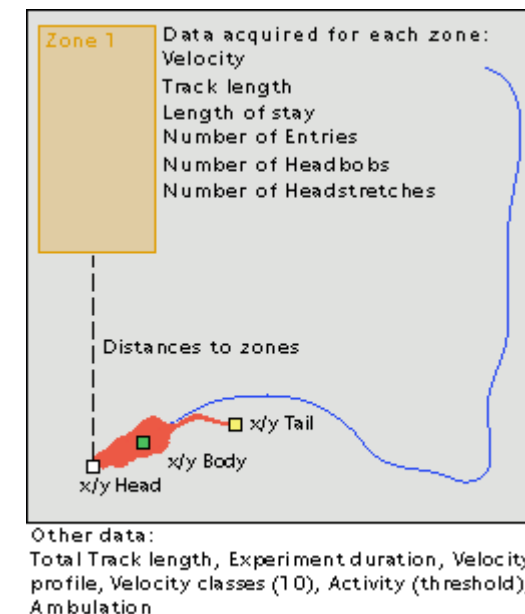 Zone 1
Data acquired for each zone:
Velocity
Track length
Length of stay
Number of Entries
Number of Headbobs
Number of Headstretches
Distances to zones
x/y Tail
x/y Body
x/y Head
Other data:
Total Track length, Experiment duration, Velocity
profile, Velocity classes (10), Activity (threshold)
Ambulation